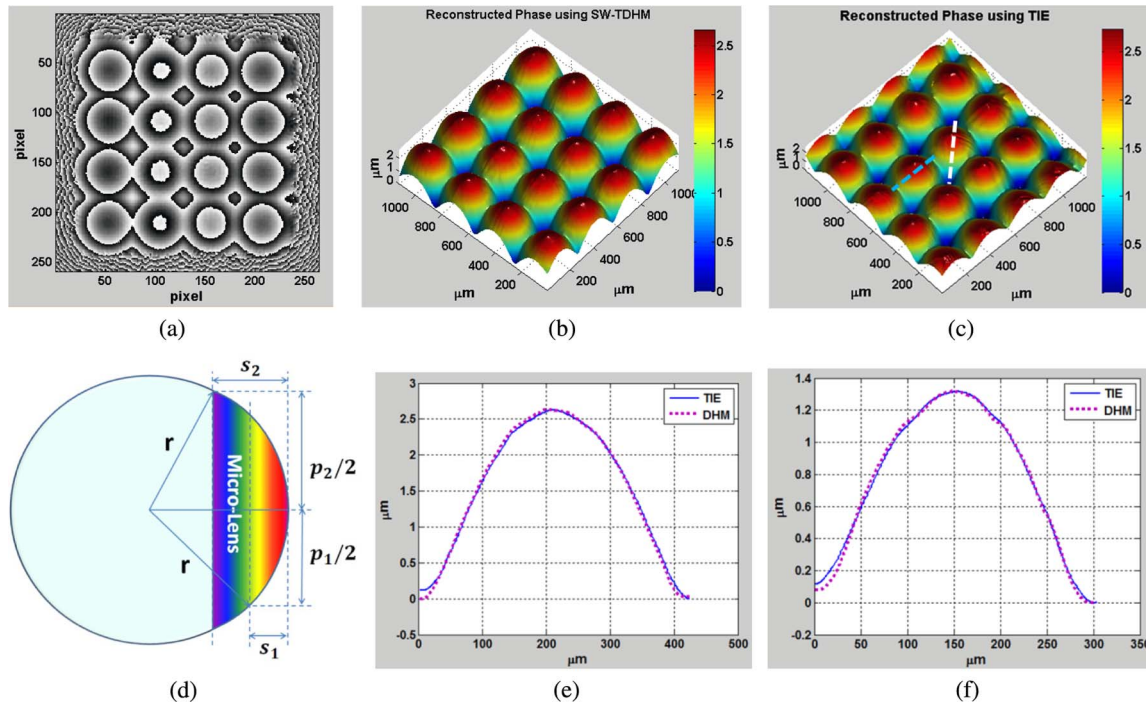 50
100
150
200
250
50
100
150
200
250
pixel
pixel
(a)
Reconstructed Phase using SW-TDHM
2.5
2
1.5
1
0.5
0
μm
2
1
0
1000
800
600
400
200
1000
800
600
400
200
μm
μm
(b)
Reconstructed Phase using TIE
2.5
2
1.5
1
0.5
0
μm
2
1
0
1000
800
600
400
200
1000
800
600
400
200
μm
μm
(c)
s₂
r
p₂/2
Micro-Lens
p₁/2
r
s₁
(d)
3
2.5
2
1.5
1
0.5
0
-0.5
μm
TIE
DHM
0
100
200
300
400
500
μm
(e)
1.4
1.2
1
0.8
0.6
0.4
0.2
0
-0.2
μm
TIE
DHM
0
50
100
150
200
250
300
350
μm
(f)